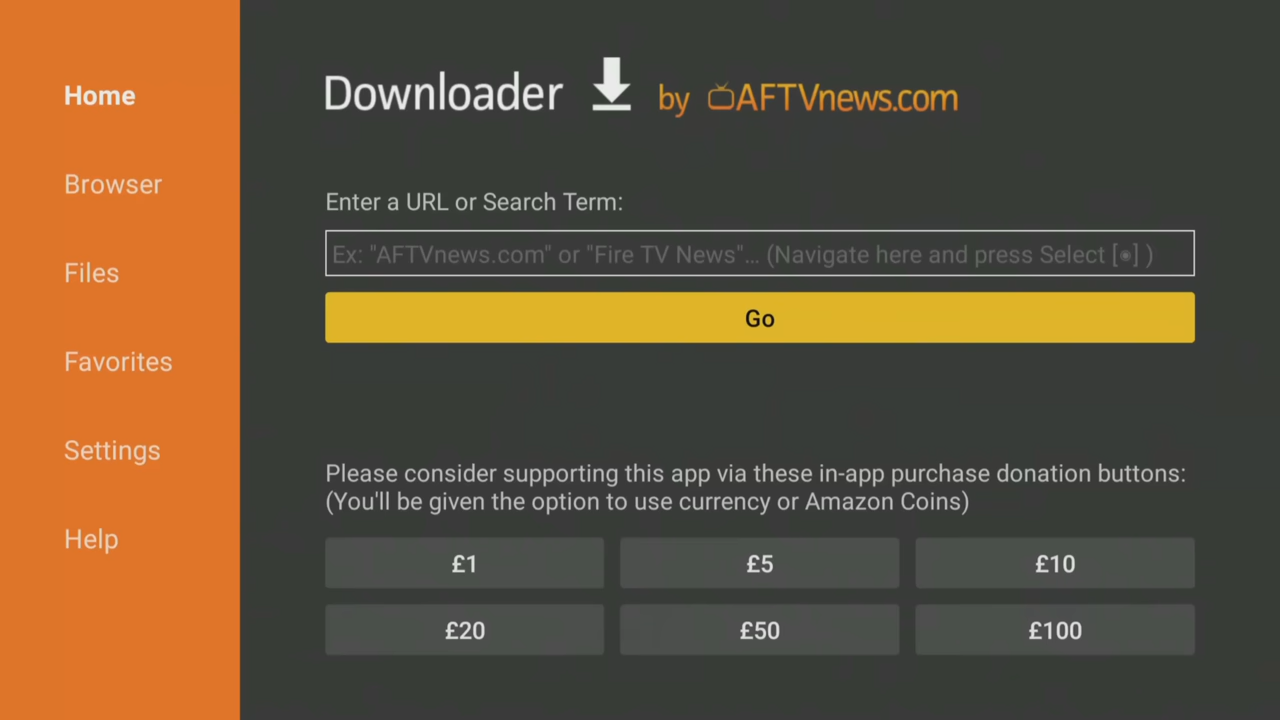 Home
Browser
Files
Favorites
Settings
Help
Downloader by AFTVnews.com
Enter a URL or Search Term:
Ex: "AFTVnews.com" or "Fire TV News"... (Navigate here and press Select [◉] )
Go
Please consider supporting this app via these in-app purchase donation buttons:
(You'll be given the option to use currency or Amazon Coins)
£1 £5 £10
£20 £50 £100